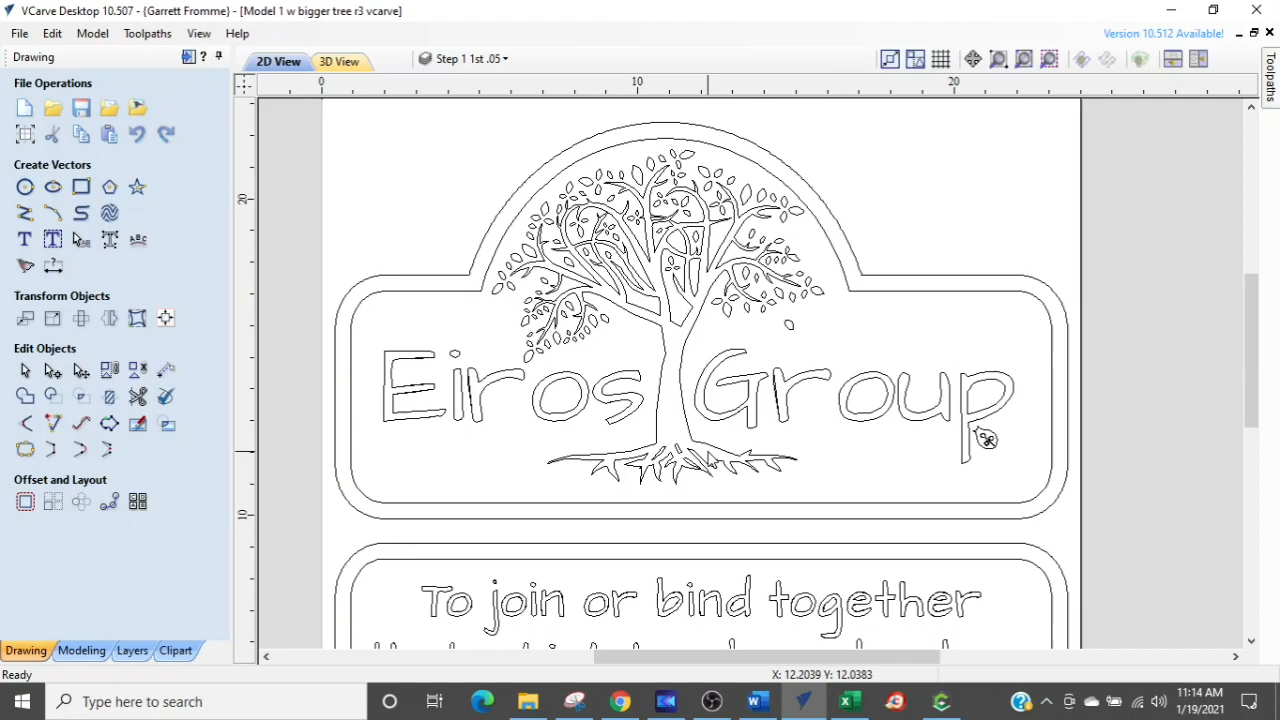 VCarve Desktop 10.507 - {Garrett Fromme} - [Model 1 w bigger tree r3 vcarve]
File Edit Model Toolpaths View Help
Version 10.512 Available!
Drawing
2D View
3D View
Step 1 1st .05
Toolpaths
0 10 20
File Operations
Create Vectors
20
Transform Objects
Edit Objects
Eiros Group
Offset and Layout
10
To join or bind together
Drawing Modeling Layers Clipart
Ready
X: 12.2039 Y: 12.0383
Type here to search
11:14 AM
1/19/2021